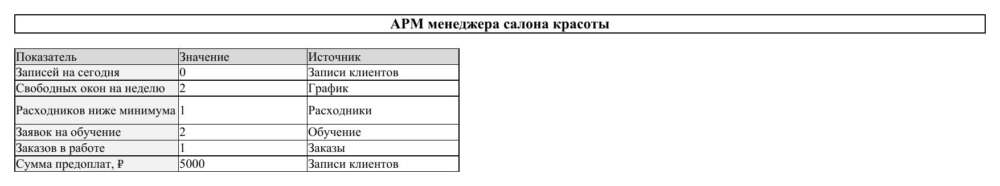 АРМ менеджера салона красоты
Показатель Значение Источник
Записей на сегодня 0 Записи клиентов
Свободных окон на неделю 2 График
Расходников ниже минимума 1 Расходники
Заявок на обучение 2 Обучение
Заказов в работе 1 Заказы
Сумма предоплат, ₽ 5000 Записи клиентов